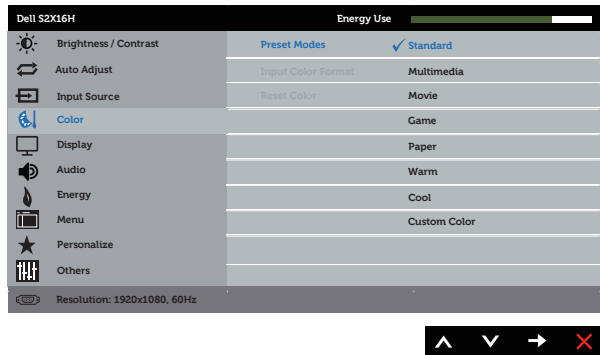 Dell S2X16H Energy Use
Brightness / Contrast Preset Modes Standard
Auto Adjust Input Color Format Multimedia
Input Source Reset Color Movie
Color Game
Display Paper
Audio Warm
Energy Cool
Menu Custom Color
Personalize
Others
Resolution: 1920x1080, 60Hz